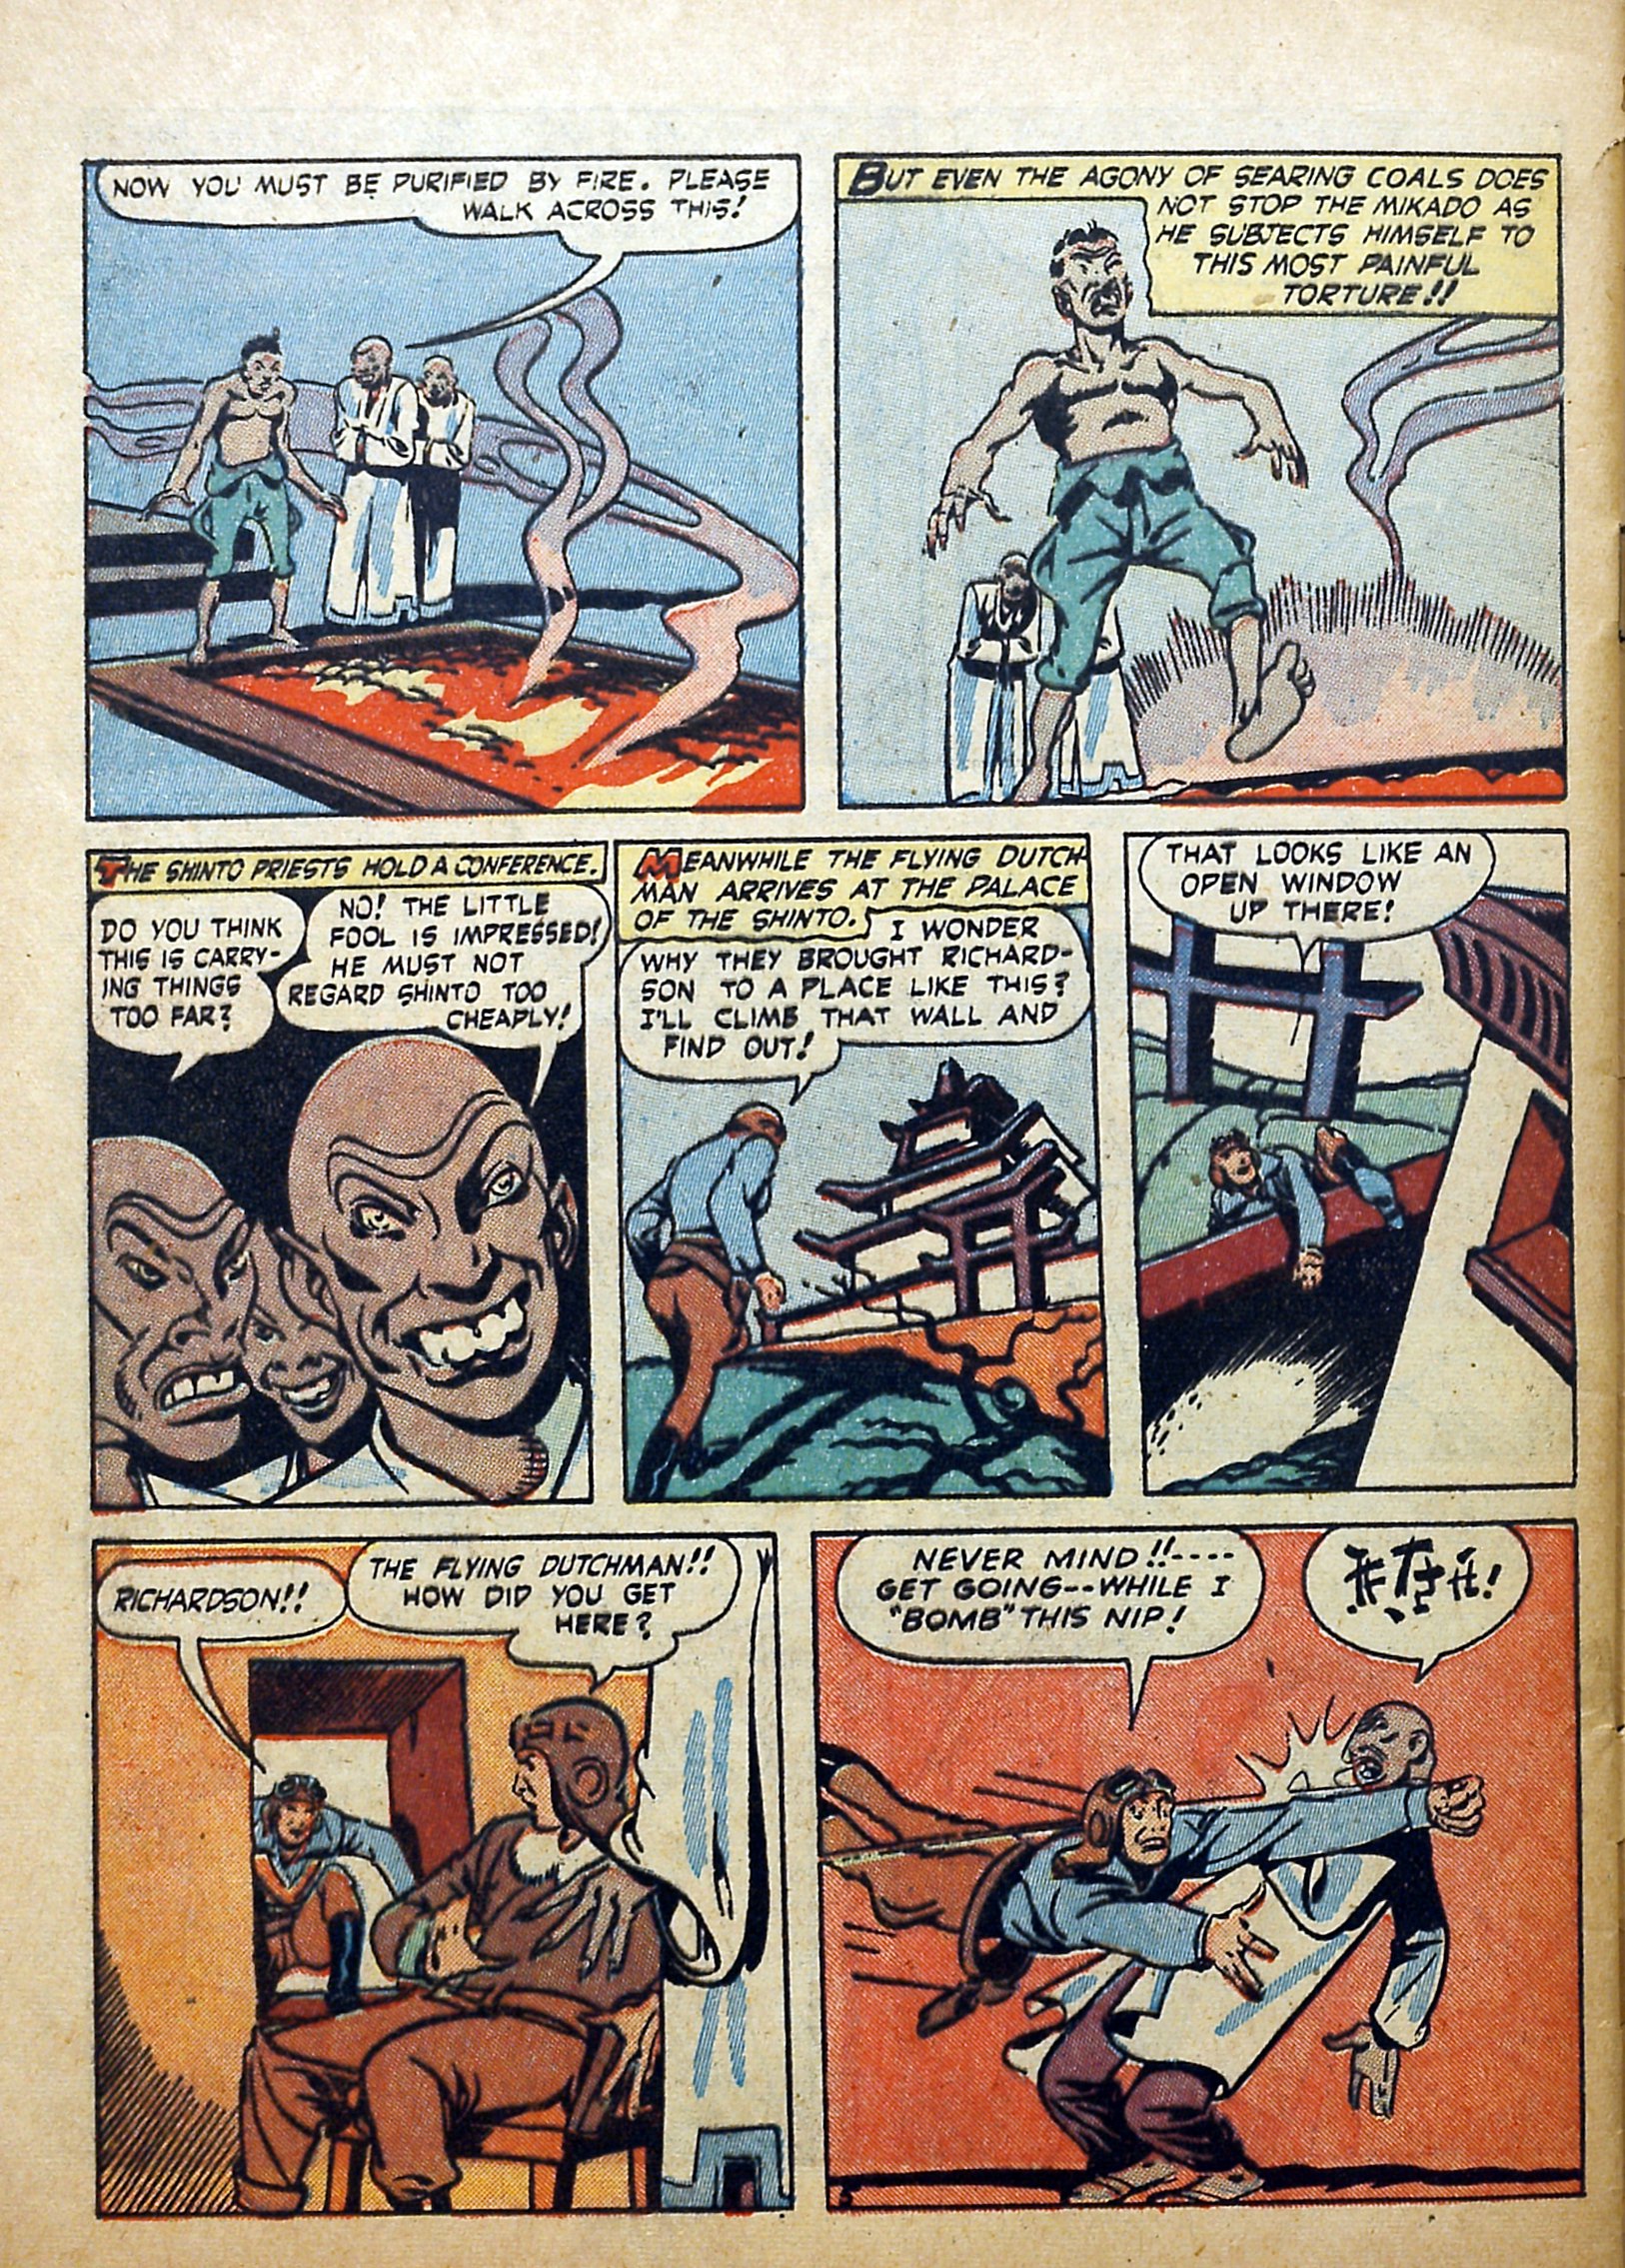 NOW YOU MUST BE PURIFIED BY FIRE. PLEASE
WALK ACROSS THIS!
BUT EVEN THE AGONY OF SEARING COALS DOES
NOT STOP THE MIKADO AS
HE SUBJECTS HIMSELF TO
THIS MOST PAINFUL
TORTURE!!
THE SHINTO PRIESTS HOLD A CONFERENCE.
DO YOU THINK
THIS IS CARRY-
ING THINGS
TOO FAR?
NO! THE LITTLE
FOOL IS IMPRESSED!
HE MUST NOT
REGARD SHINTO TOO
CHEAPLY!
MEANWHILE THE FLYING DUTCH-
MAN ARRIVES AT THE PALACE
OF THE SHINTO.
I WONDER
WHY THEY BROUGHT RICHARD-
SON TO A PLACE LIKE THIS?
I'LL CLIMB THAT WALL AND
FIND OUT!
THAT LOOKS LIKE AN
OPEN WINDOW
UP THERE!
RICHARDSON!!
THE FLYING DUTCHMAN!!
HOW DID YOU GET
HERE?
NEVER MIND!!----
GET GOING--WHILE I
"BOMB" THIS NIP!